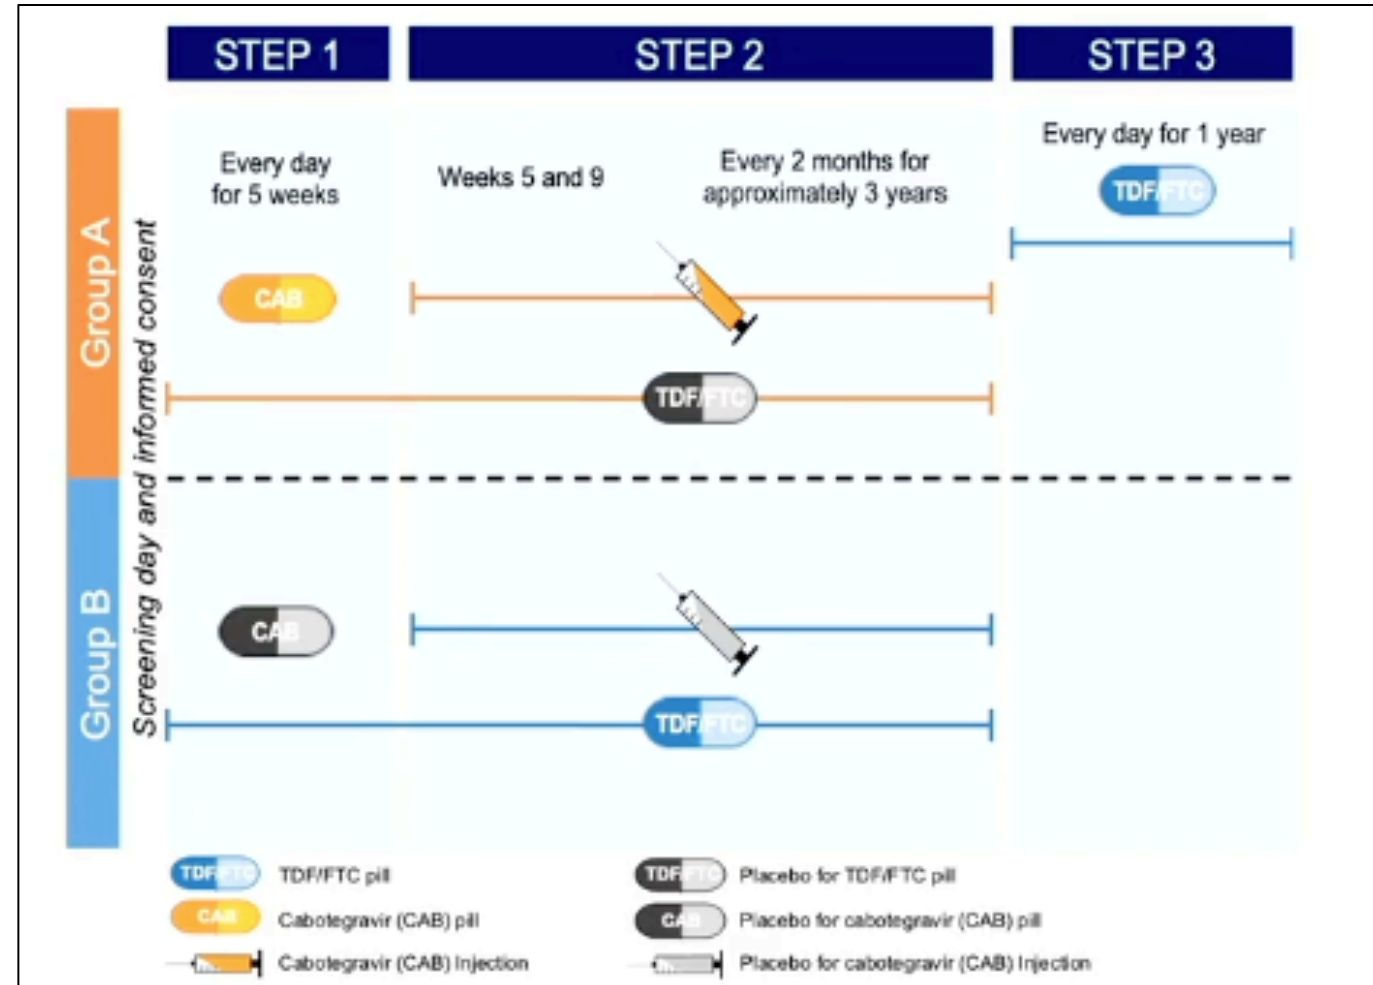 STEP 1
STEP 2
STEP 3
Group A
Group B
Screening day and informed consent
Every day
for 5 weeks
Weeks 5 and 9
Every 2 months for
approximately 3 years
Every day for 1 year
TDF/FTC
CAB
TDF/FTC
CAB
TDF/FTC
TDF/FTC TDF/FTC pill
TDF/FTC Placebo for TDF/FTC pill
CAB Cabotegravir (CAB) pill
CAB Placebo for cabotegravir (CAB) pill
Cabotegravir (CAB) Injection
Placebo for cabotegravir (CAB) Injection